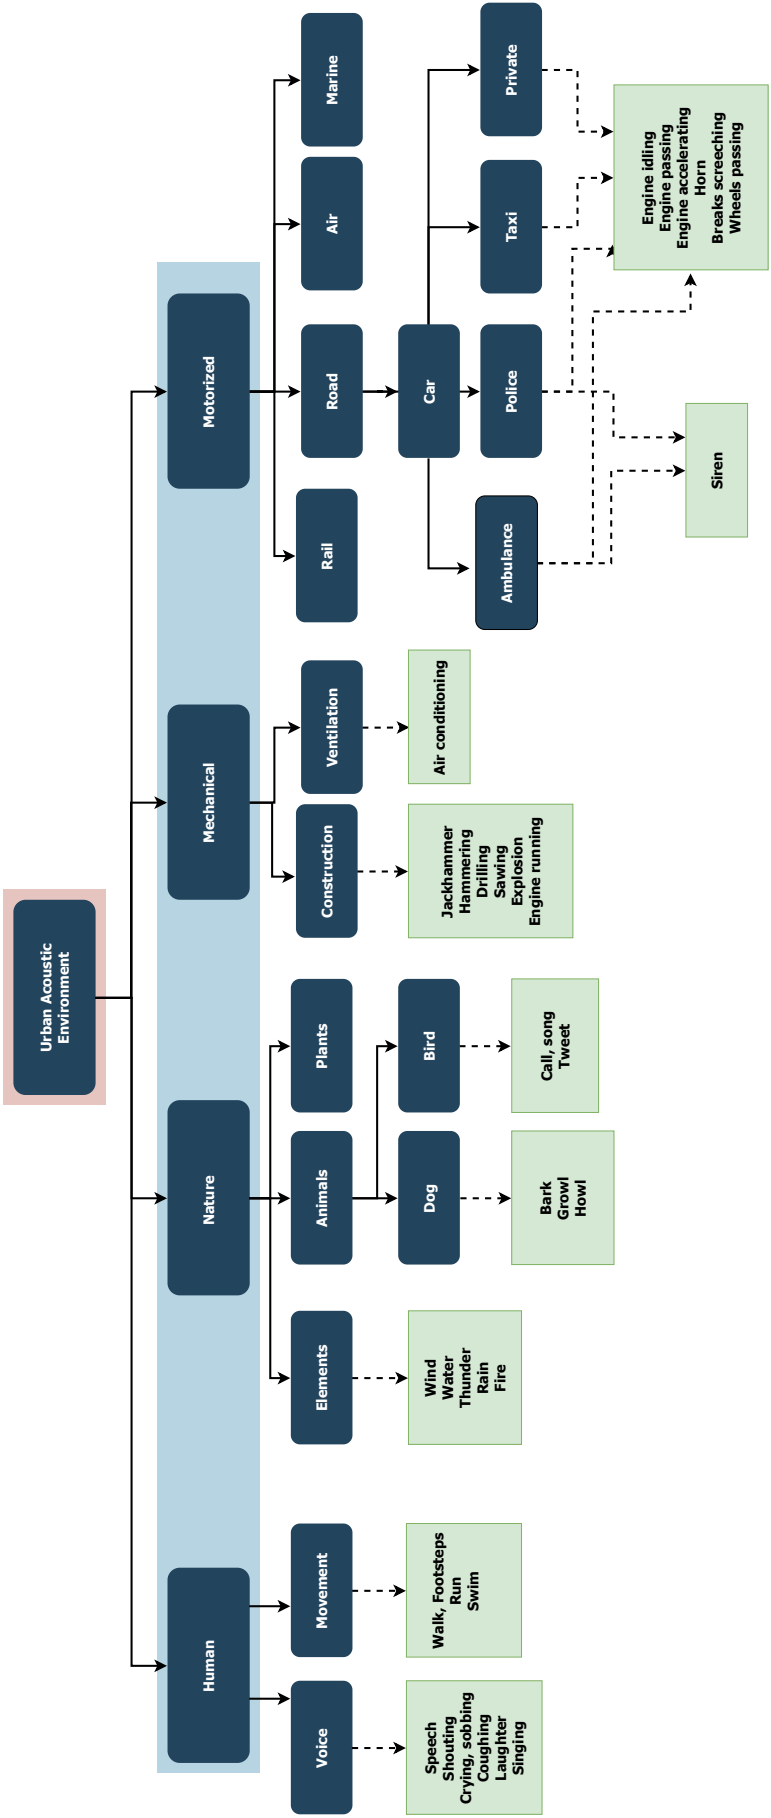 Urban Acoustic
Environment
Human
Nature
Mechanical
Motorized
Voice
Movement
Elements
Animals
Plants
Construction
Ventilation
Rail
Road
Air
Marine
Dog
Bird
Car
Ambulance
Police
Taxi
Private
Speech
Shouting
Crying, sobbing
Coughing
Laughter
Singing
Walk, Footsteps
Run
Swim
Wind
Water
Thunder
Rain
Fire
Bark
Growl
Howl
Call, song
Tweet
Jackhammer
Hammering
Drilling
Sawing
Explosion
Engine running
Air conditioning
Siren
Engine idling
Engine passing
Engine accelerating
Horn
Breaks screeching
Wheels passing